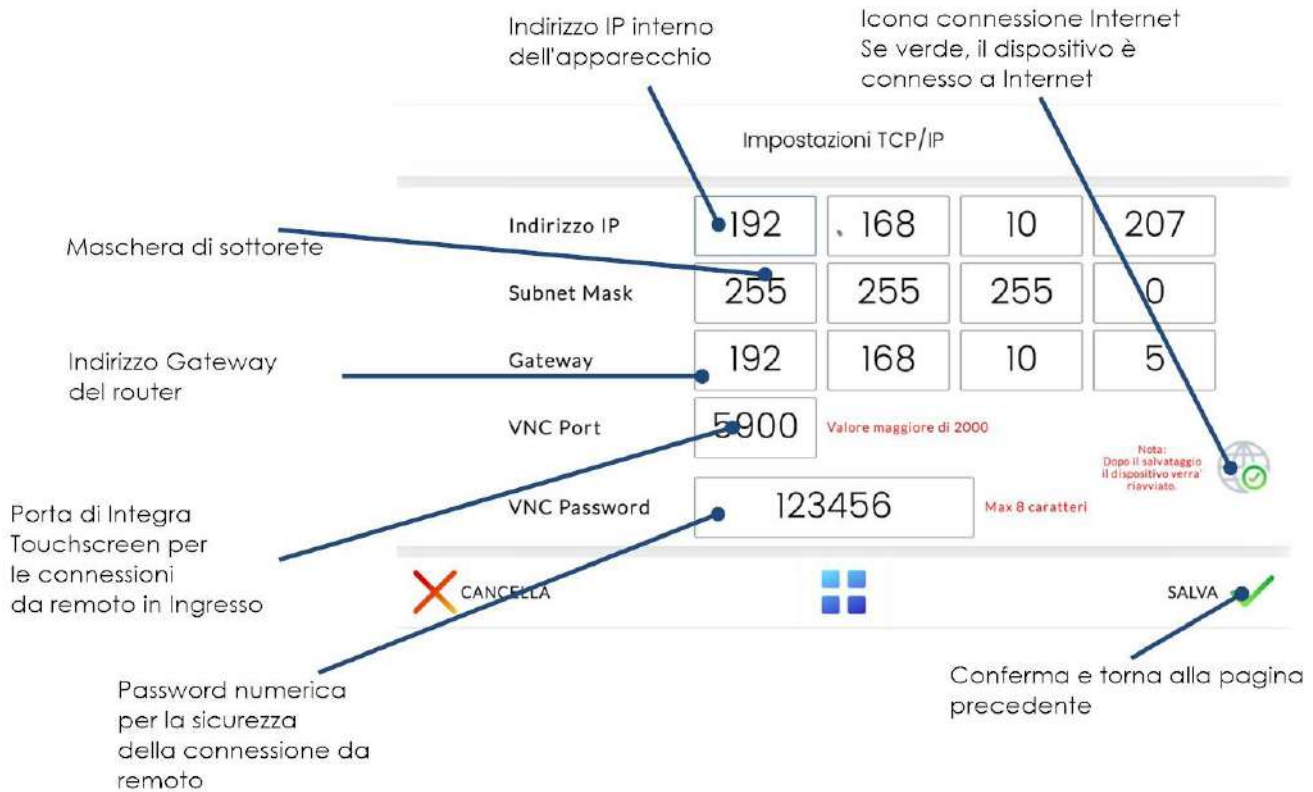 Indirizzo IP interno
dell'apparecchio
Icona connessione Internet
Se verde, il dispositivo è
connesso a Internet
Impostazioni TCP/IP
Maschera di sottorete
Indirizzo IP 192 . 168 10 207
Subnet Mask 255 255 255 0
Indirizzo Gateway
del router
Gateway 192 168 10 5
VNC Port 5900 Valore maggiore di 2000
Nota:
Dopo il salvataggio
il dispositivo verra'
riavviato.
VNC Password 123456 Max 8 caratteri
Porta di Integra
Touchscreen per
le connessioni
da remoto in Ingresso
CANCELLA
SALVA
Password numerica
per la sicurezza
della connessione da
remoto
Conferma e torna alla pagina
precedente